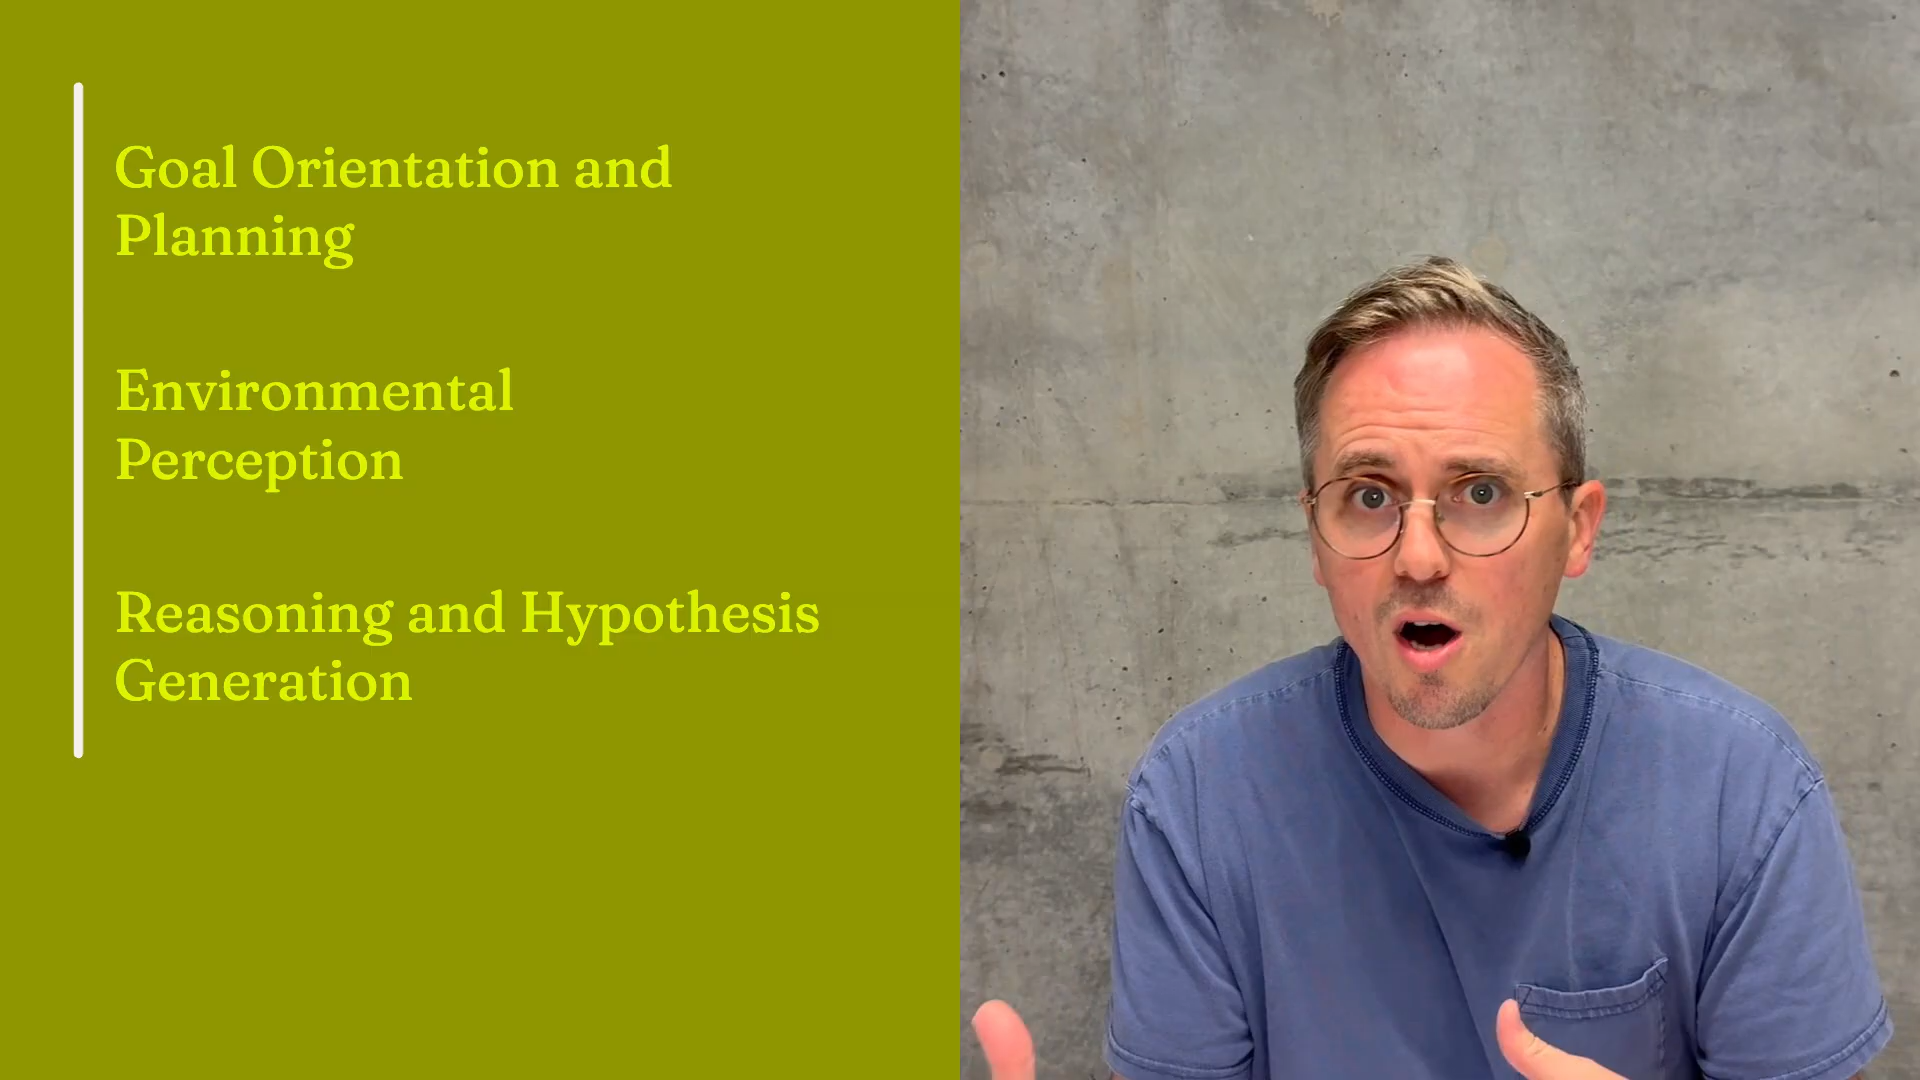 Goal Orientation and
Planning
Environmental
Perception
Reasoning and Hypothesis
Generation